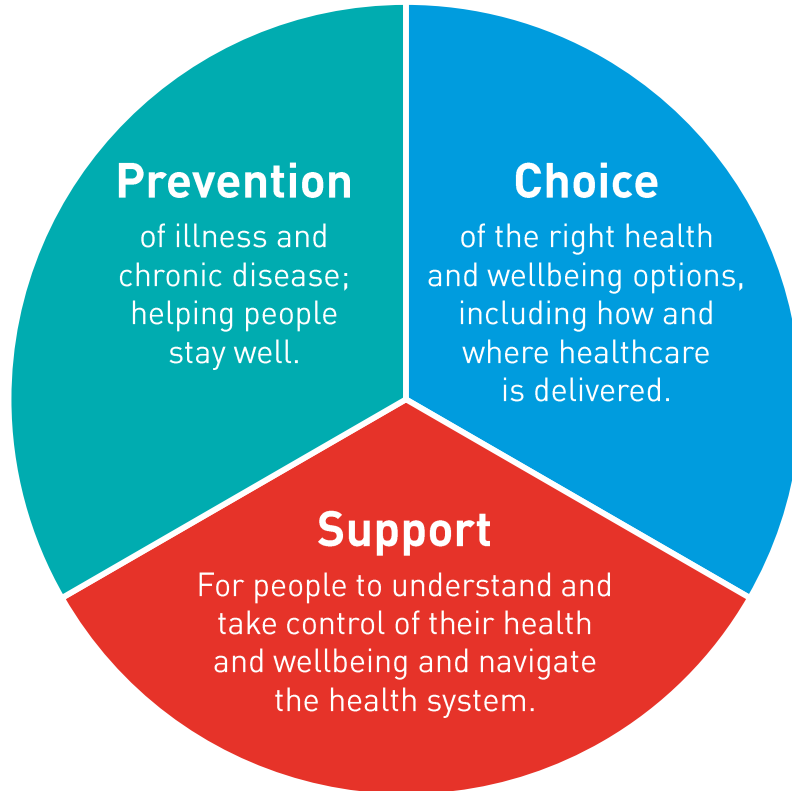 Prevention
of illness and
chronic disease;
helping people
stay well.
Choice
of the right health
and wellbeing options,
including how and
where healthcare
is delivered.
Support
For people to understand and
take control of their health
and wellbeing and navigate
the health system.